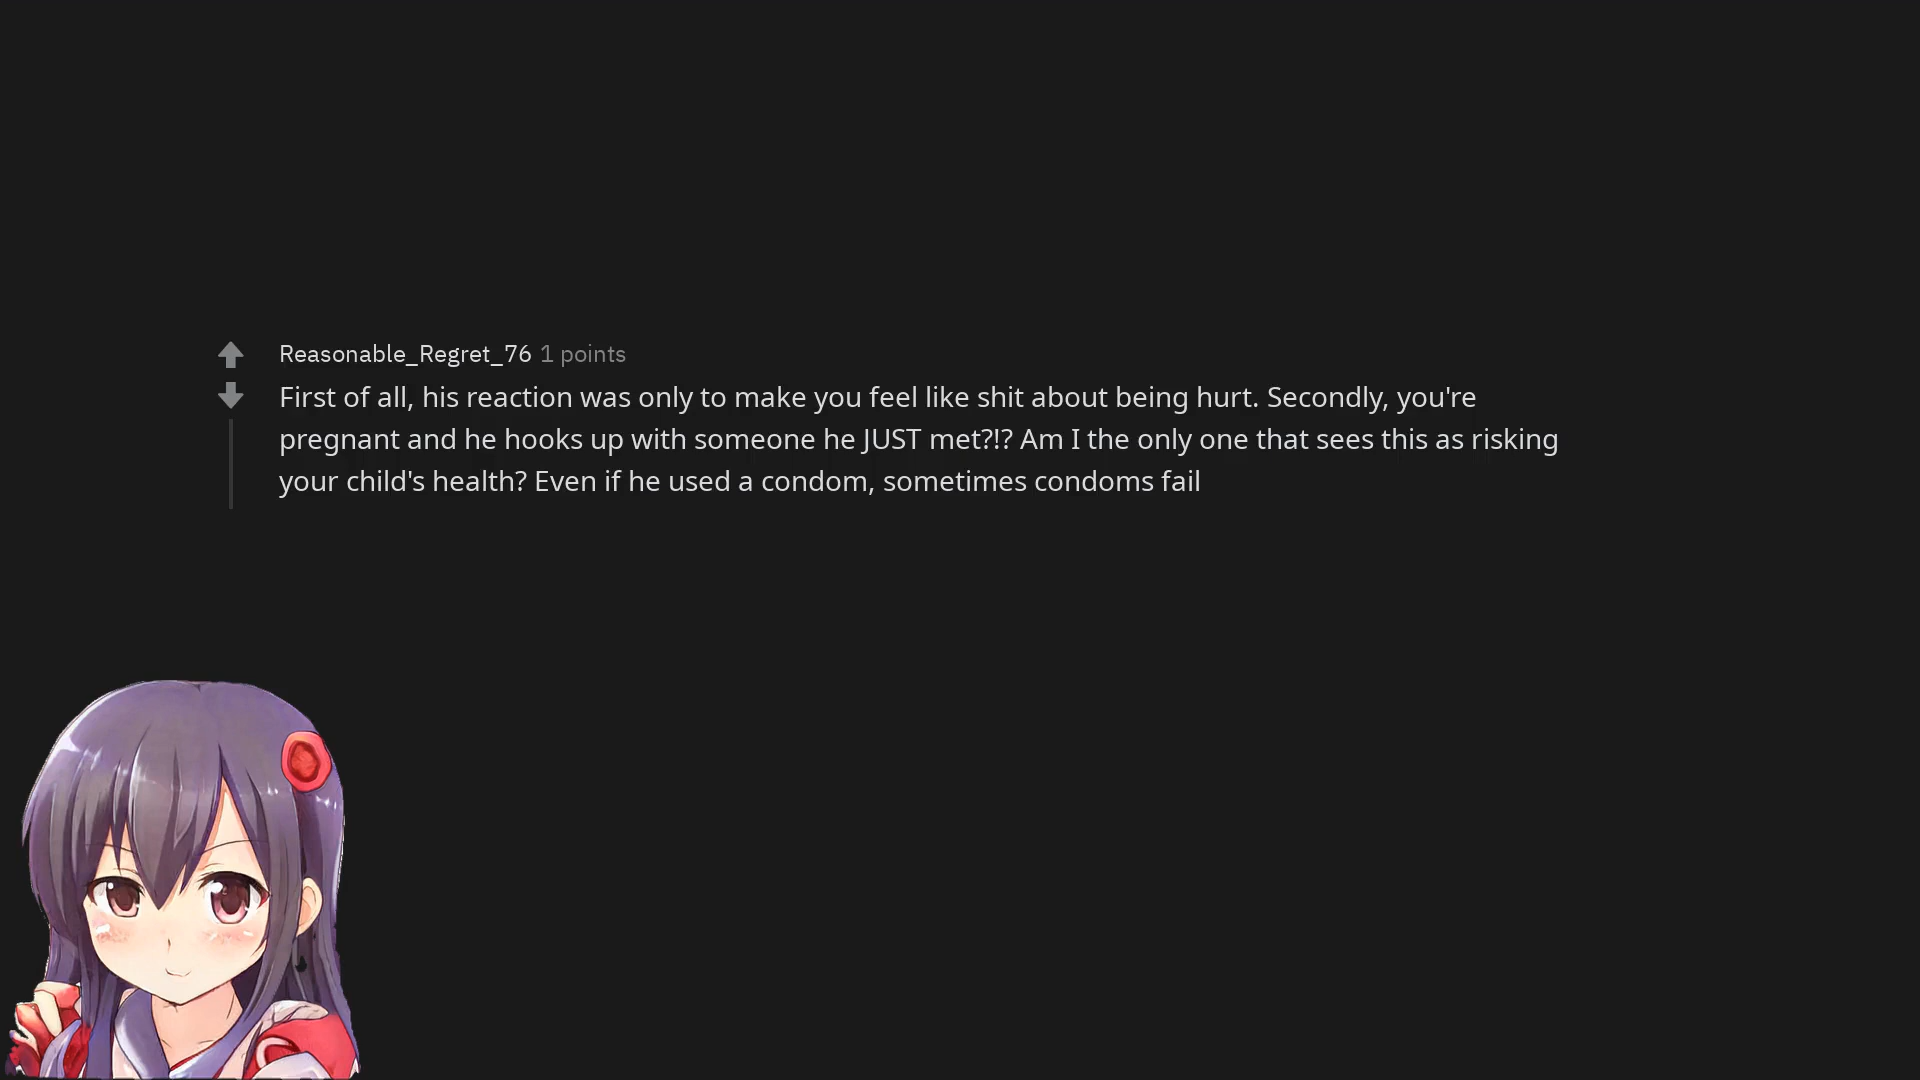 Reasonable_Regret_76 1 points
First of all, his reaction was only to make you feel like shit about being hurt. Secondly, you're
pregnant and he hooks up with someone he JUST met?!? Am I the only one that sees this as risking
your child's health? Even if he used a condom, sometimes condoms fail